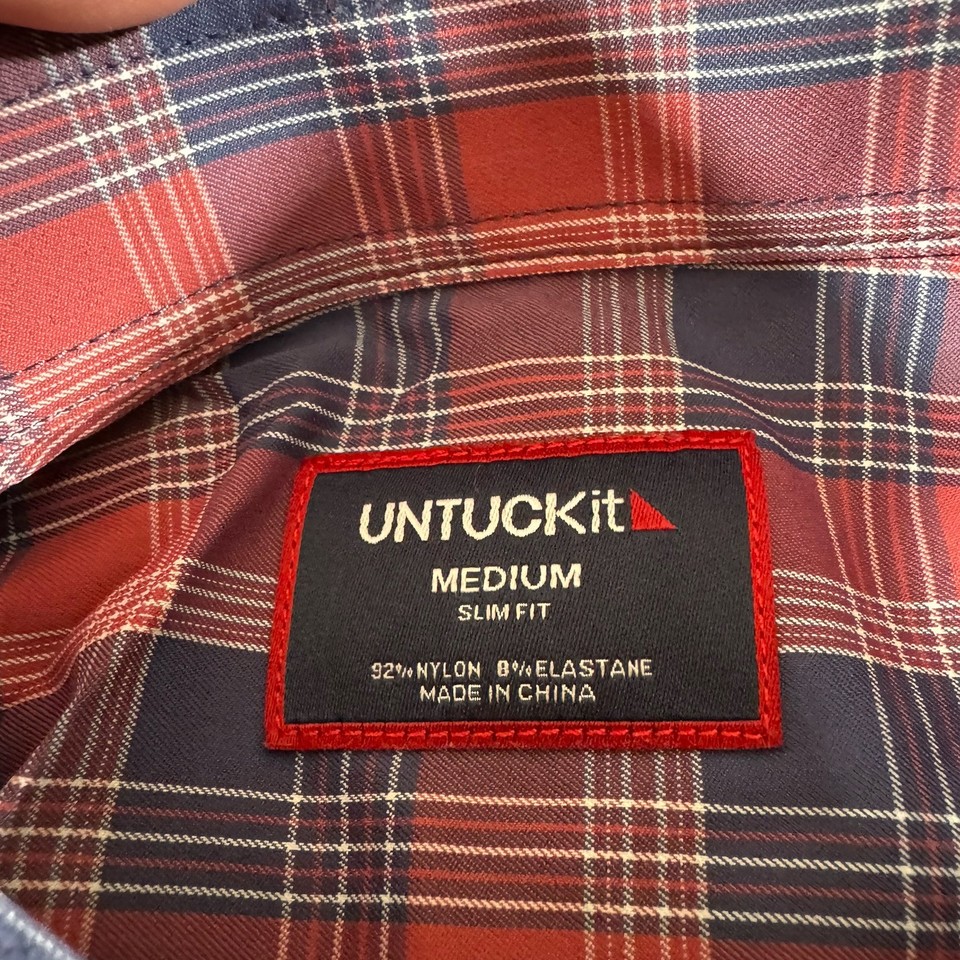 UNTUCKit
MEDIUM
SLIM FIT
92% NYLON 8% ELASTANE
MADE IN CHINA